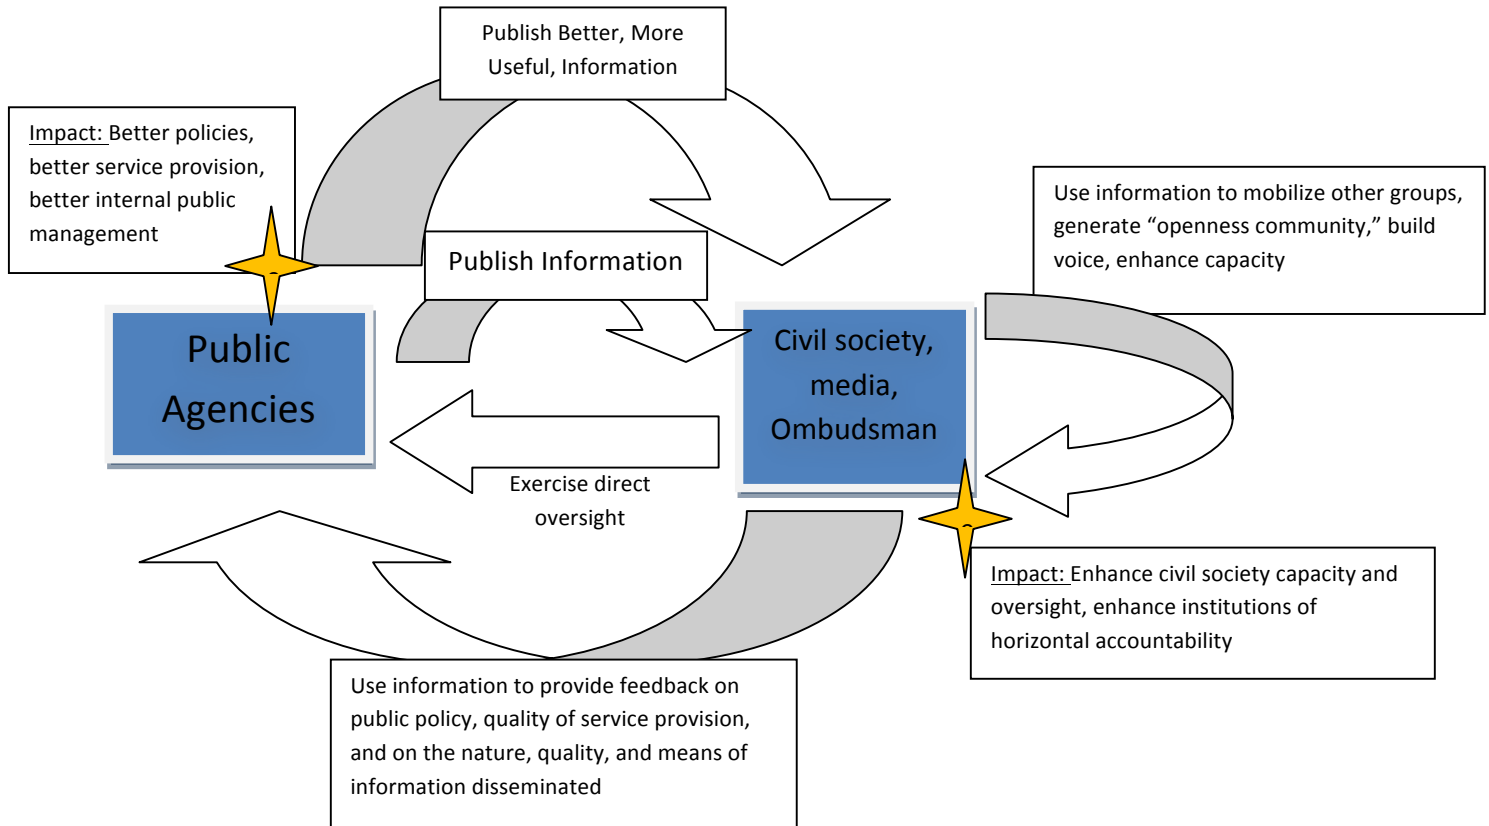 Publish Better, More
Useful, Information
Impact: Better policies,
better service provision,
better internal public
management
Use information to mobilize other groups,
generate “openness community,” build
voice, enhance capacity
Publish Information
Public
Agencies
Civil society,
media,
Ombudsman
Exercise direct
oversight
Impact: Enhance civil society capacity and
oversight, enhance institutions of
horizontal accountability
Use information to provide feedback on
public policy, quality of service provision,
and on the nature, quality, and means of
information disseminated